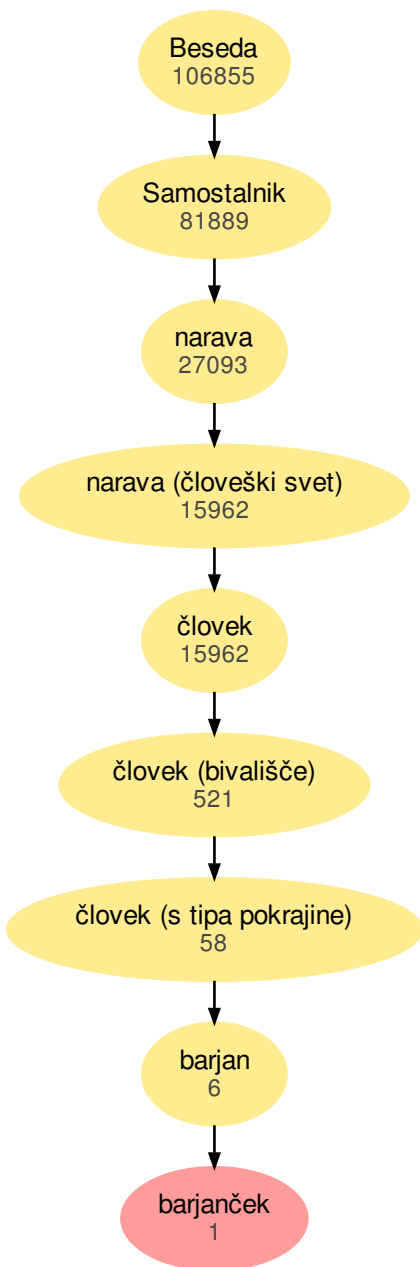 Beseda
106855
Samostalnik
81889
narava
27093
narava (človeški svet)
15962
človek
15962
človek (bivališče)
521
človek (s tipa pokrajine)
58
barjan
6
barjanček
1